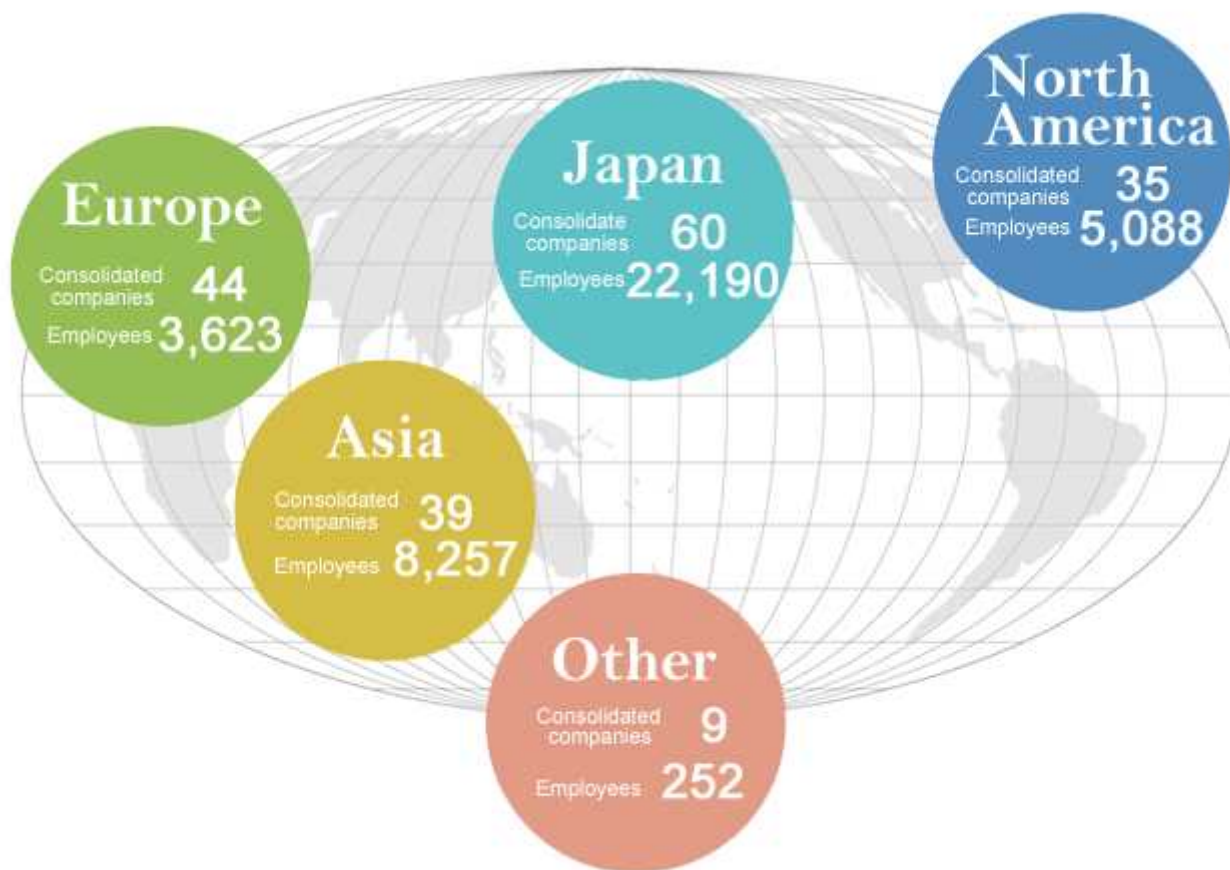 Europe
Consolidated
companies 44
Employees 3,623
Japan
Consolidate
companies 60
Employees 22,190
North
America
Consolidated
companies 35
Employees 5,088
Asia
Consolidated
companies 39
Employees 8,257
Other
Consolidated
companies 9
Employees 252